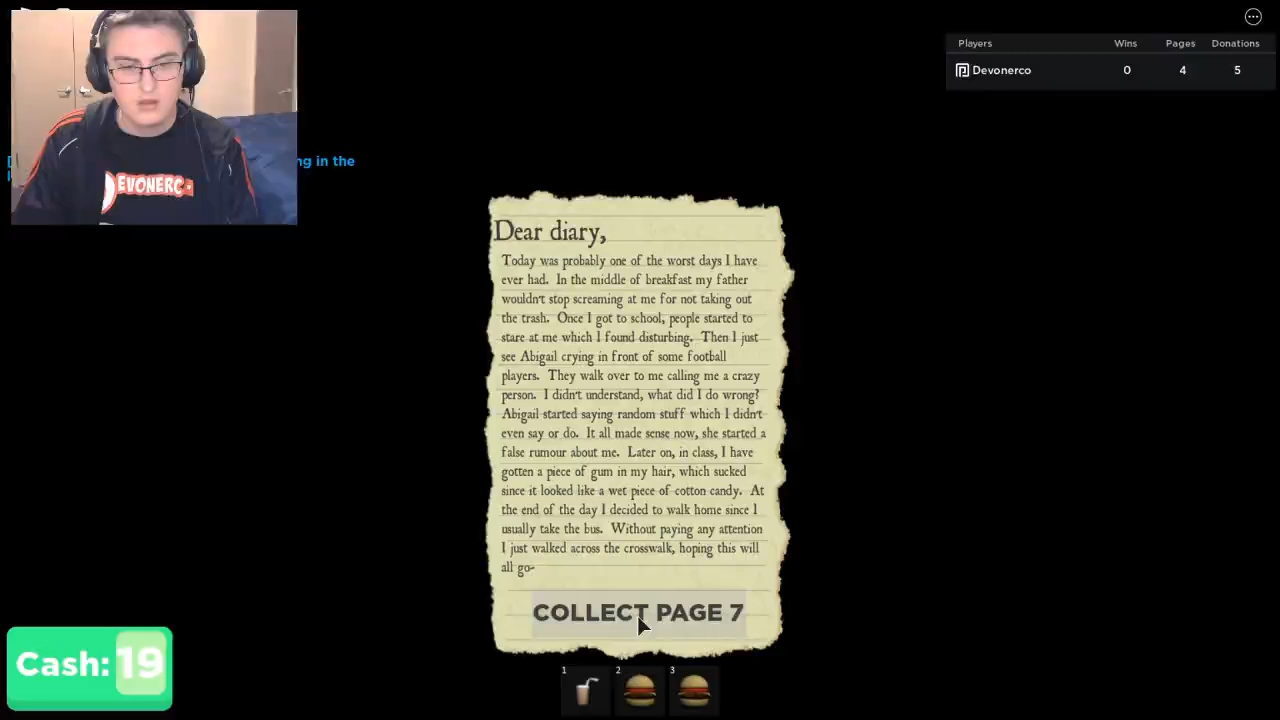 Players Wins Pages Donations
Devonerco 0 4 5
ng in the
EVONERC
Dear diary,
Today was probably one of the worst days I have
ever had. In the middle of breakfast my father
wouldn't stop screaming at me for not taking out
the trash. Once I got to school, people started to
stare at me which I found disturbing. Then I just
see Abigail crying in front of some football
players. They walk over to me calling me a crazy
person. I didn't understand, what did I do wrong?
Abigail started saying random stuff which I didn't
even say or do. It all made sense now, she started a
false rumour about me. Later on, in class, I have
gotten a piece of gum in my hair, which sucked
since it looked like a wet piece of cotton candy. At
the end of the day I decided to walk home since I
usually take the bus. Without paying any attention
I just walked across the crosswalk, hoping this will
all go-
COLLECT PAGE 7
Cash: 19
1 2 3